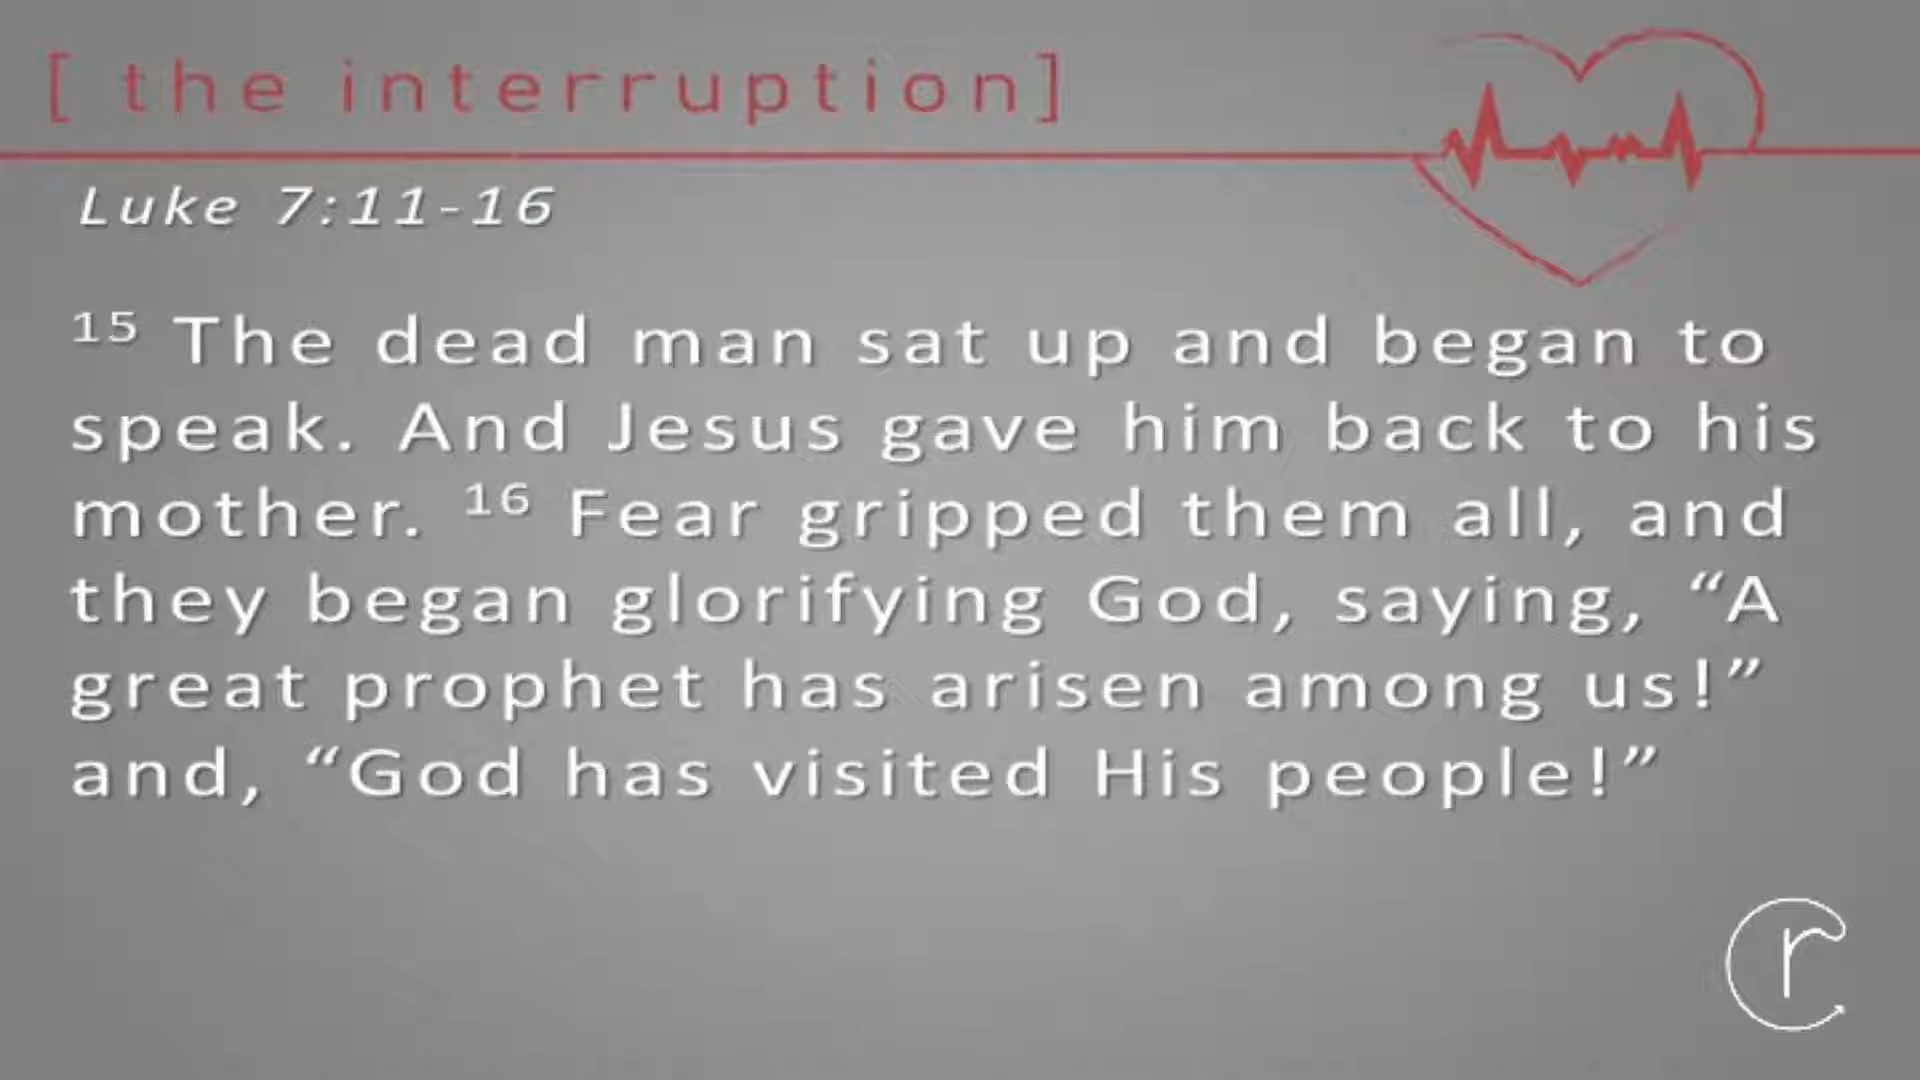 [ the interruption]
Luke 7:11-16
15 The dead man sat up and began to
speak. And Jesus gave him back to his
mother. 16 Fear gripped them all, and
they began glorifying God, saying, “A
great prophet has arisen among us!”
and, “God has visited His people!”
r